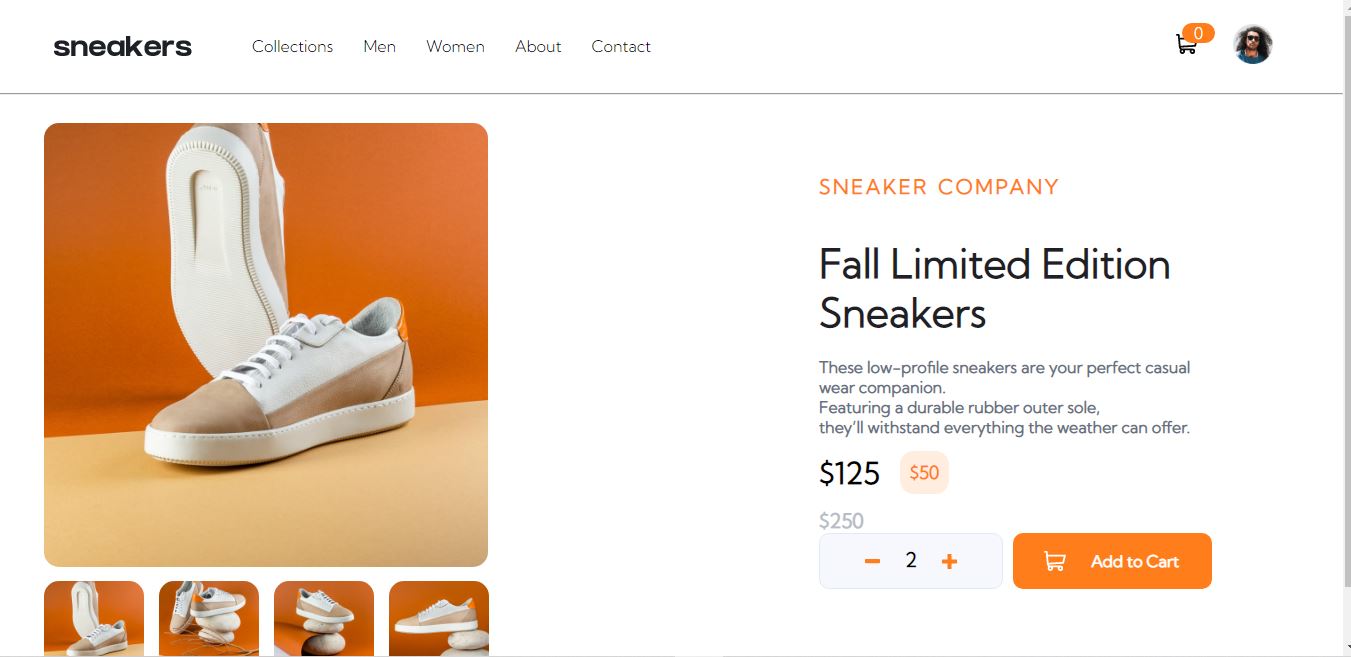 sneakers
Collections Men Women About Contact
0
SNEAKER COMPANY
Fall Limited Edition
Sneakers
These low-profile sneakers are your perfect casual
wear companion.
Featuring a durable rubber outer sole,
they'll withstand everything the weather can offer.
$125 $50
$250
2
Add to Cart